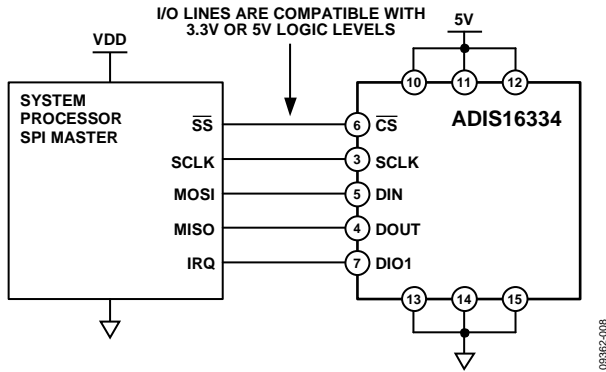 I/O LINES ARE COMPATIBLE WITH
3.3V OR 5V LOGIC LEVELS
VDD
5V
10
11
12
SYSTEM
PROCESSOR
SPI MASTER
ADIS16334
SS
6
CS
SCLK
3
SCLK
MOSI
5
DIN
MISO
4
DOUT
IRQ
7
DIO1
13
14
15
09362-008